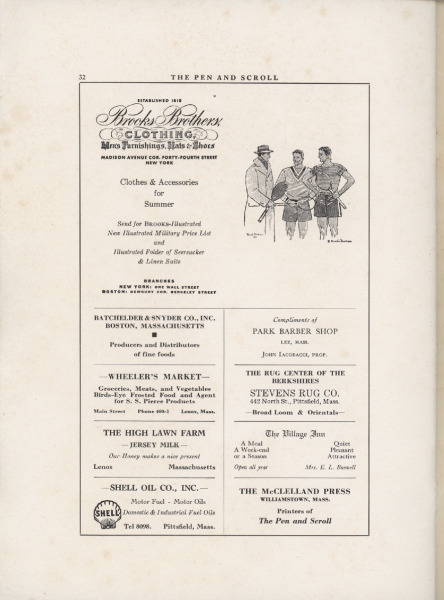 32
THE PEN AND SCROLL
ESTABLISHED 1818
Brooks Brothers,
CLOTHING,
Men's Furnishings, Hats & Shoes
MADISON AVENUE COR. FORTY-FOURTH STREET
NEW YORK
Clothes & Accessories
for
Summer
Send for BROOKS-Illustrated
New Illustrated Military Price List
and
Illustrated Folder of Seersucker
& Linen Suits
BRANCHES
NEW YORK: ONE WALL STREET
BOSTON: NEWBURY COR. BERKELEY STREET
© Brooks Brothers
BATCHELDER & SNYDER CO., INC.
BOSTON, MASSACHUSETTS
Producers and Distributors
of fine foods
—WHEELER'S MARKET—
Groceries, Meats, and Vegetables
Birds-Eye Frosted Food and Agent
for S. S. Pierce Products
Main Street Phone 400-1 Lenox, Mass.
THE HIGH LAWN FARM
—JERSEY MILK—
Our Honey makes a nice present
Lenox Massachusetts
—SHELL OIL CO., INC.—
Motor Fuel - Motor Oils
SHELL
Domestic & Industrial Fuel Oils
Tel 8098. Pittsfield, Mass.
Compliments of
PARK BARBER SHOP
LEE, MASS.
JOHN IACOBACCI, PROP.
THE RUG CENTER OF THE
BERKSHIRES
STEVENS RUG CO.
442 North St., Pittsfield, Mass.
—Broad Loom & Orientals—
The Village Inn
A Meal Quiet
A Week-end Pleasant
or a Season Attractive
Open all year Mrs. E. L. Boswell
THE McCLELLAND PRESS
WILLIAMSTOWN, MASS.
Printers of
The Pen and Scroll